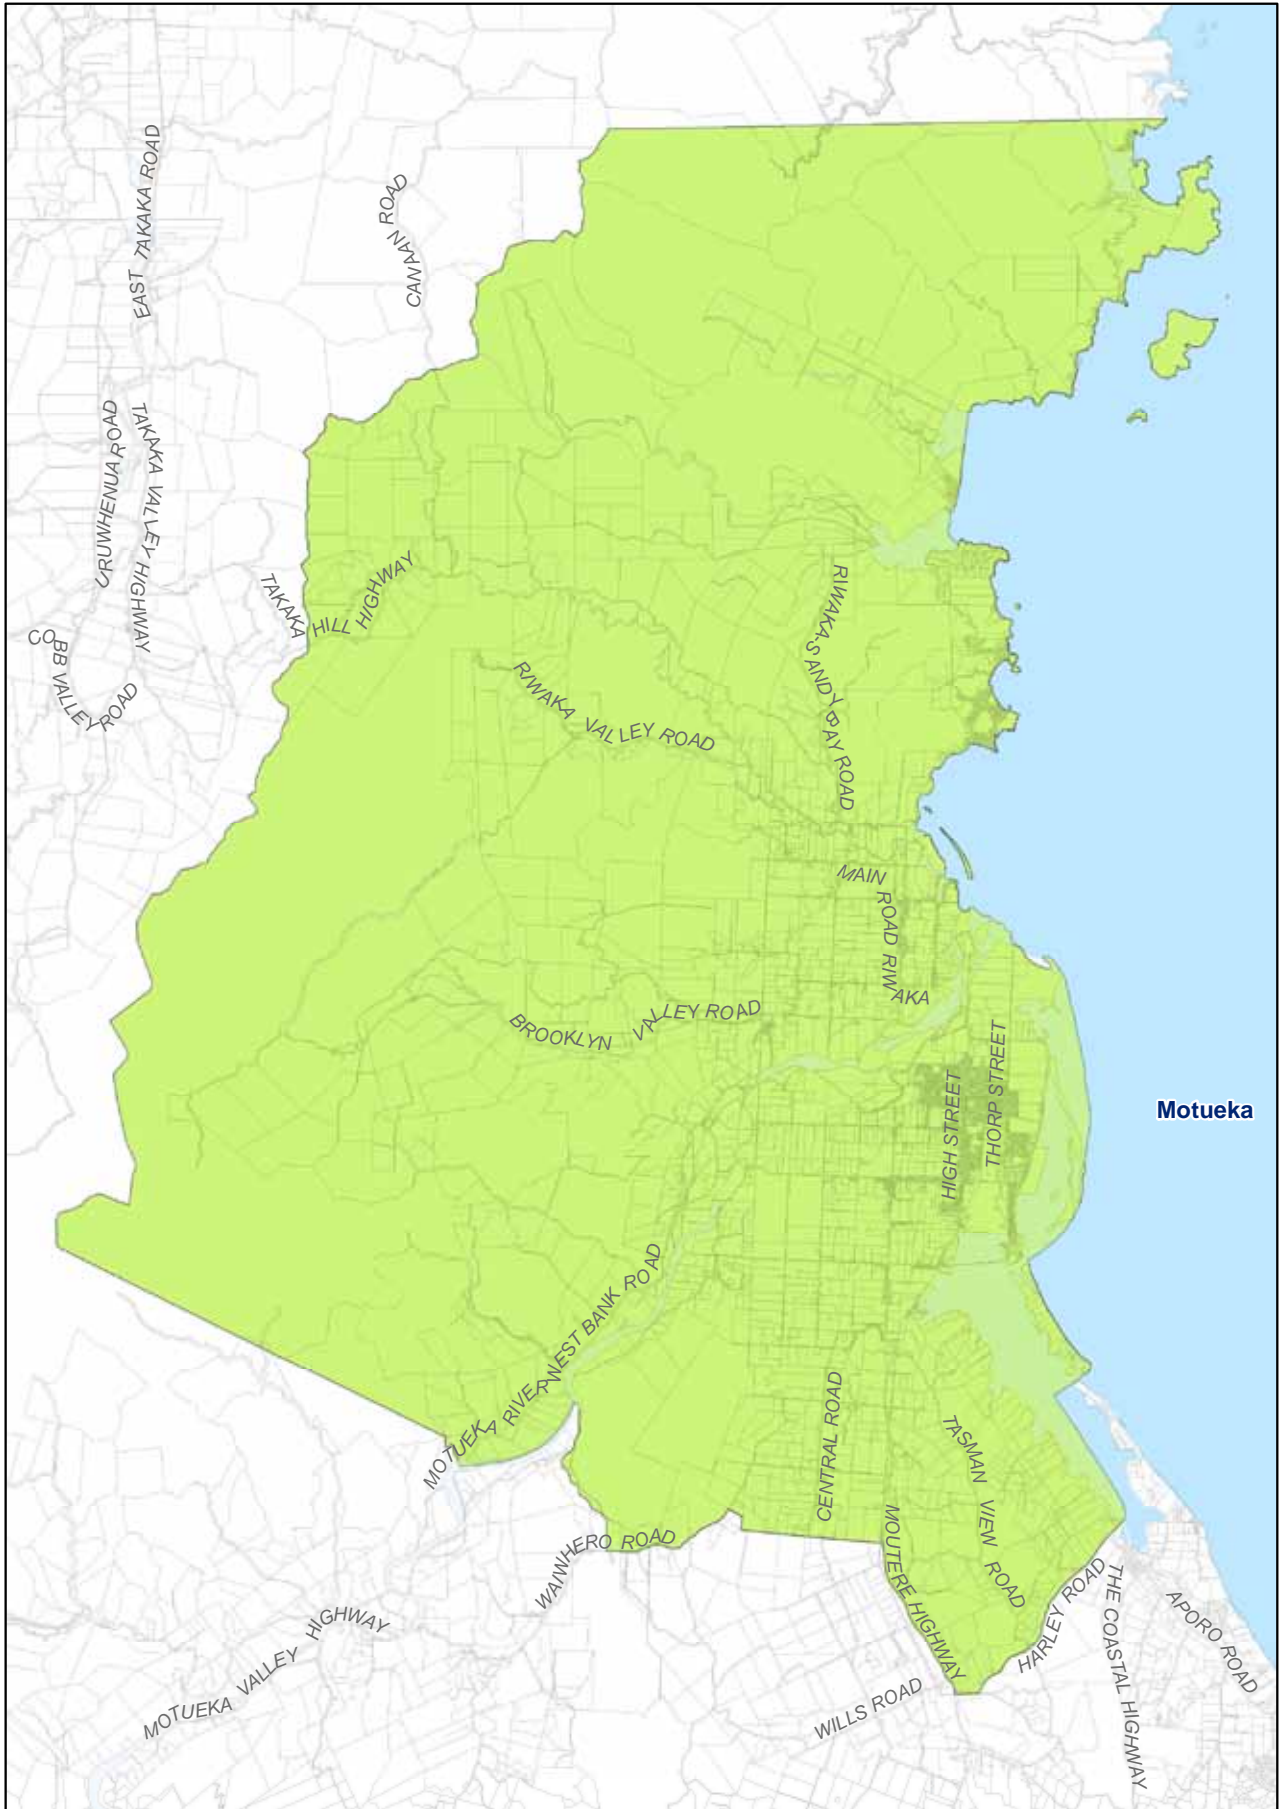 EAST TAKAKA ROAD
CANAAN ROAD
URUWHENUA ROAD
TAKAKA VALLEY HIGHWAY
TAKAKA HILL HIGHWAY
COBB VALLEY ROAD
RIWAKA VALLEY ROAD
RIWAKA-SANDY BAY ROAD
MAIN ROAD RIWAKA
BROOKLYN VALLEY ROAD
HIGH STREET
THORP STREET
Motueka
MOTUEKA RIVER WEST BANK ROAD
CENTRAL ROAD
TASMAN VIEW ROAD
WAIWHERO ROAD
MOUTERE HIGHWAY
HARLEY ROAD
THE COASTAL HIGHWAY
APORO ROAD
MOTUEKA VALLEY HIGHWAY
WILLS ROAD